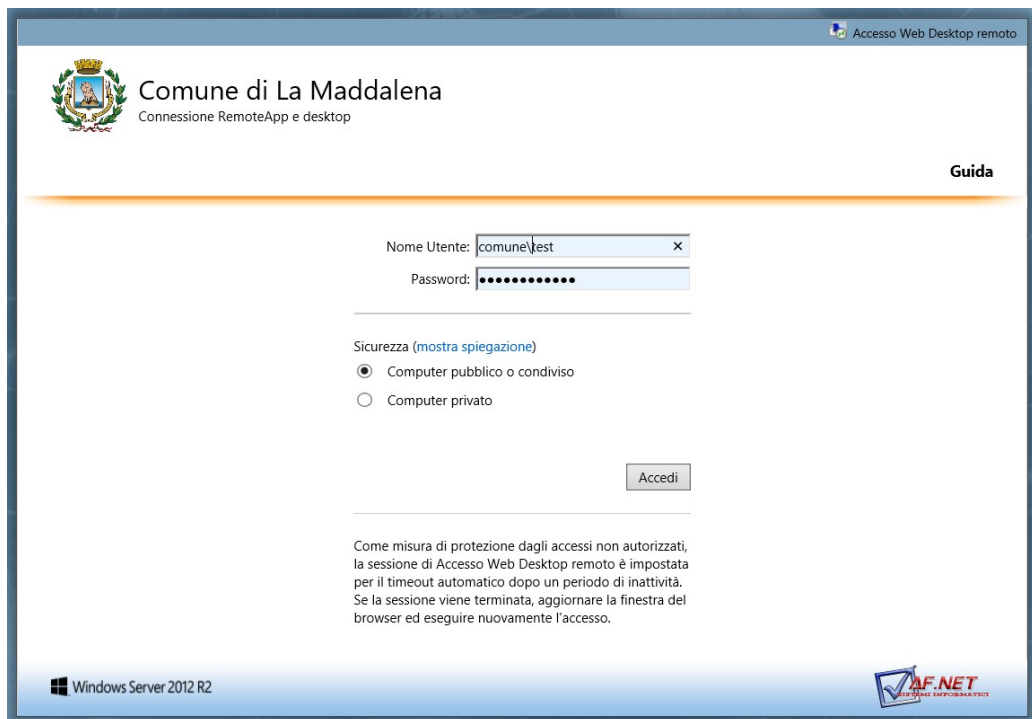 Accesso Web Desktop remoto
Comune di La Maddalena
Connessione RemoteApp e desktop
Guida
Nome Utente: comune\test
Password: ●●●●●●●●●●●●
Sicurezza (mostra spiegazione)
Computer pubblico o condiviso
Computer privato
Accedi
Come misura di protezione dagli accessi non autorizzati,
la sessione di Accesso Web Desktop remoto è impostata
per il timeout automatico dopo un periodo di inattività.
Se la sessione viene terminata, aggiornare la finestra del
browser ed eseguire nuovamente l'accesso.
Windows Server 2012 R2
AF.NET
SISTEMI INFORMATICI